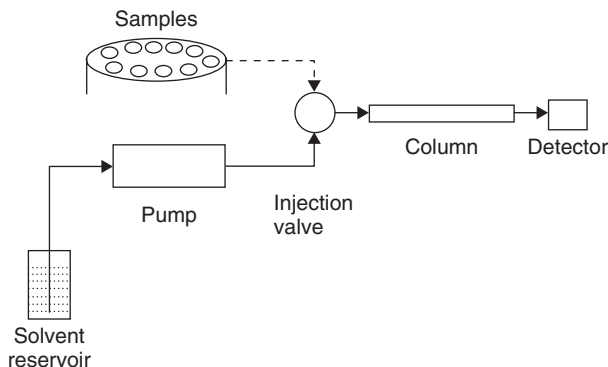 Samples
Column
Detector
Pump
Injection
valve
Solvent
reservoir